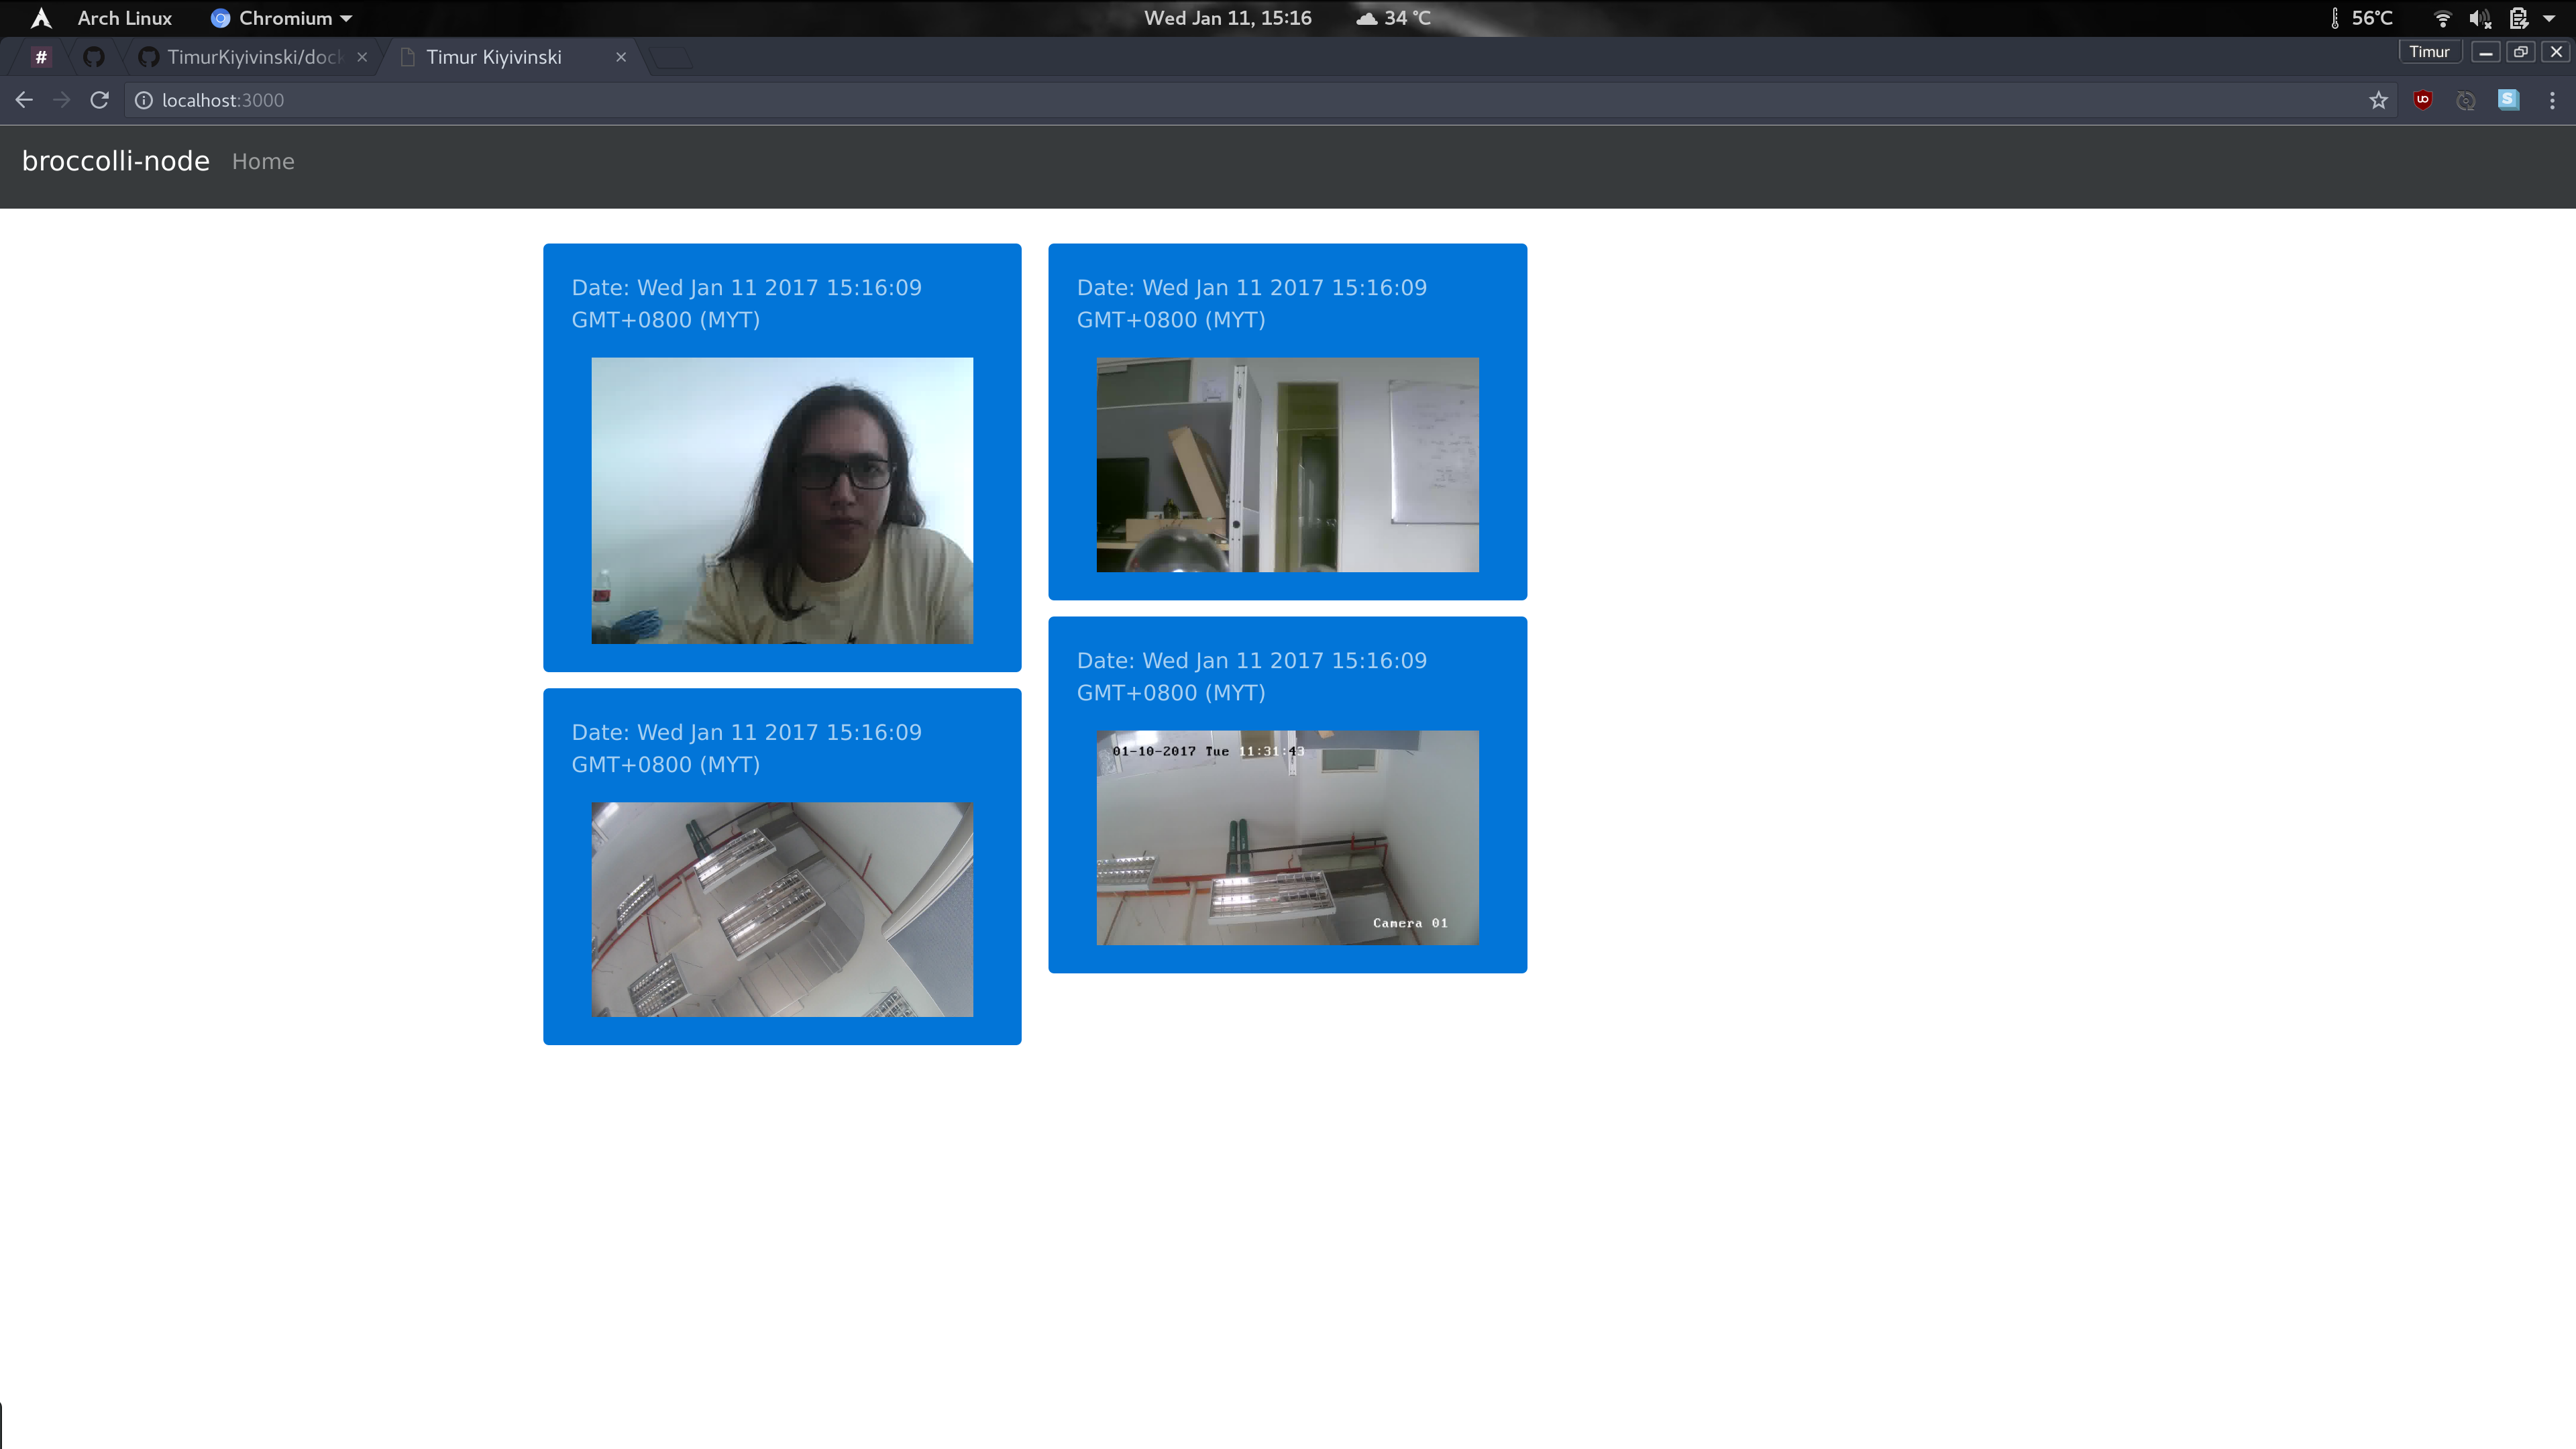 Arch Linux
Chromium
Wed Jan 11, 15:16
34 °C
56°C
#
TimurKiyivinski/dock
Timur Kiyivinski
Timur
localhost:3000
broccolli-node
Home
Date: Wed Jan 11 2017 15:16:09
GMT+0800 (MYT)
Date: Wed Jan 11 2017 15:16:09
GMT+0800 (MYT)
Date: Wed Jan 11 2017 15:16:09
GMT+0800 (MYT)
01-10-2017 Tue 11:31:43
Camera 01
Date: Wed Jan 11 2017 15:16:09
GMT+0800 (MYT)